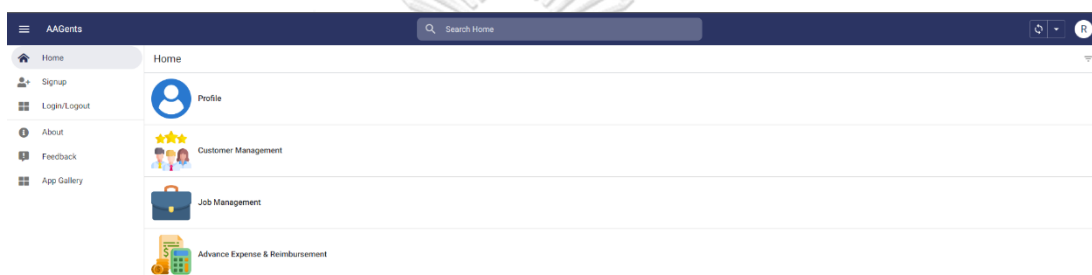 AAGents
Search Home
R
Home
Signup
Login/Logout
About
Feedback
App Gallery
Home
Profile
Customer Management
Job Management
Advance Expense & Reimbursement